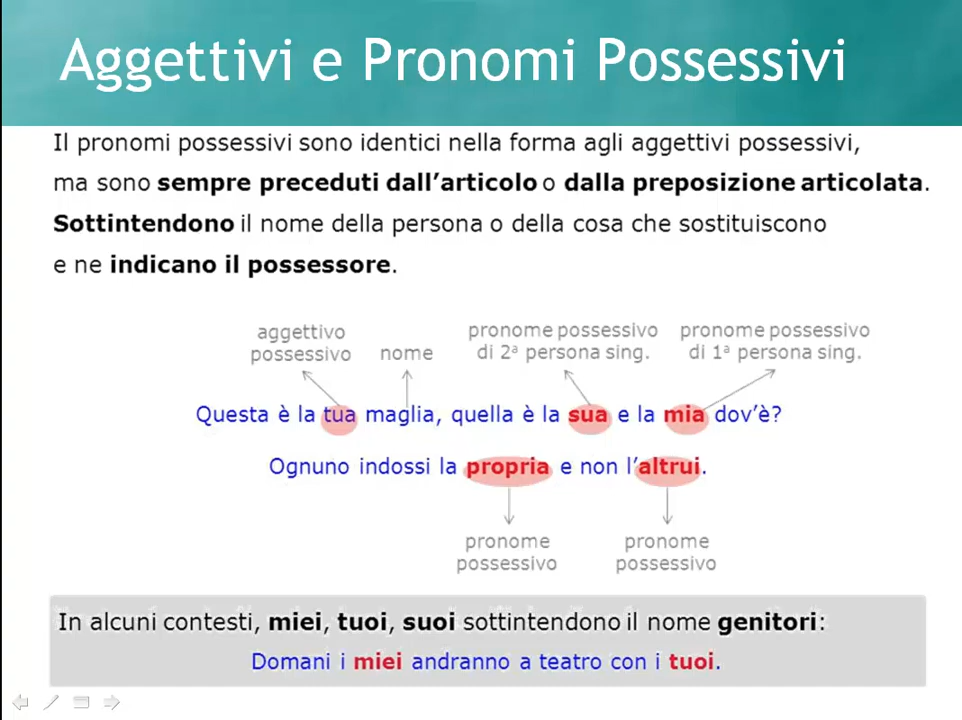 Aggettivi e Pronomi Possessivi
Il pronomi possessivi sono identici nella forma agli aggettivi possessivi,
ma sono sempre preceduti dall'articolo o dalla preposizione articolata.
Sottintendono il nome della persona o della cosa che sostituiscono
e ne indicano il possessore.
aggettivo
possessivo
nome
pronome possessivo
di 2ª persona sing.
pronome possessivo
di 1ª persona sing.
Questa è la tua maglia, quella è la sua e la mia dov'è?
Ognuno indossi la propria e non l'altrui.
pronome
possessivo
pronome
possessivo
In alcuni contesti, miei, tuoi, suoi sottintendono il nome genitori:
Domani i miei andranno a teatro con i tuoi.